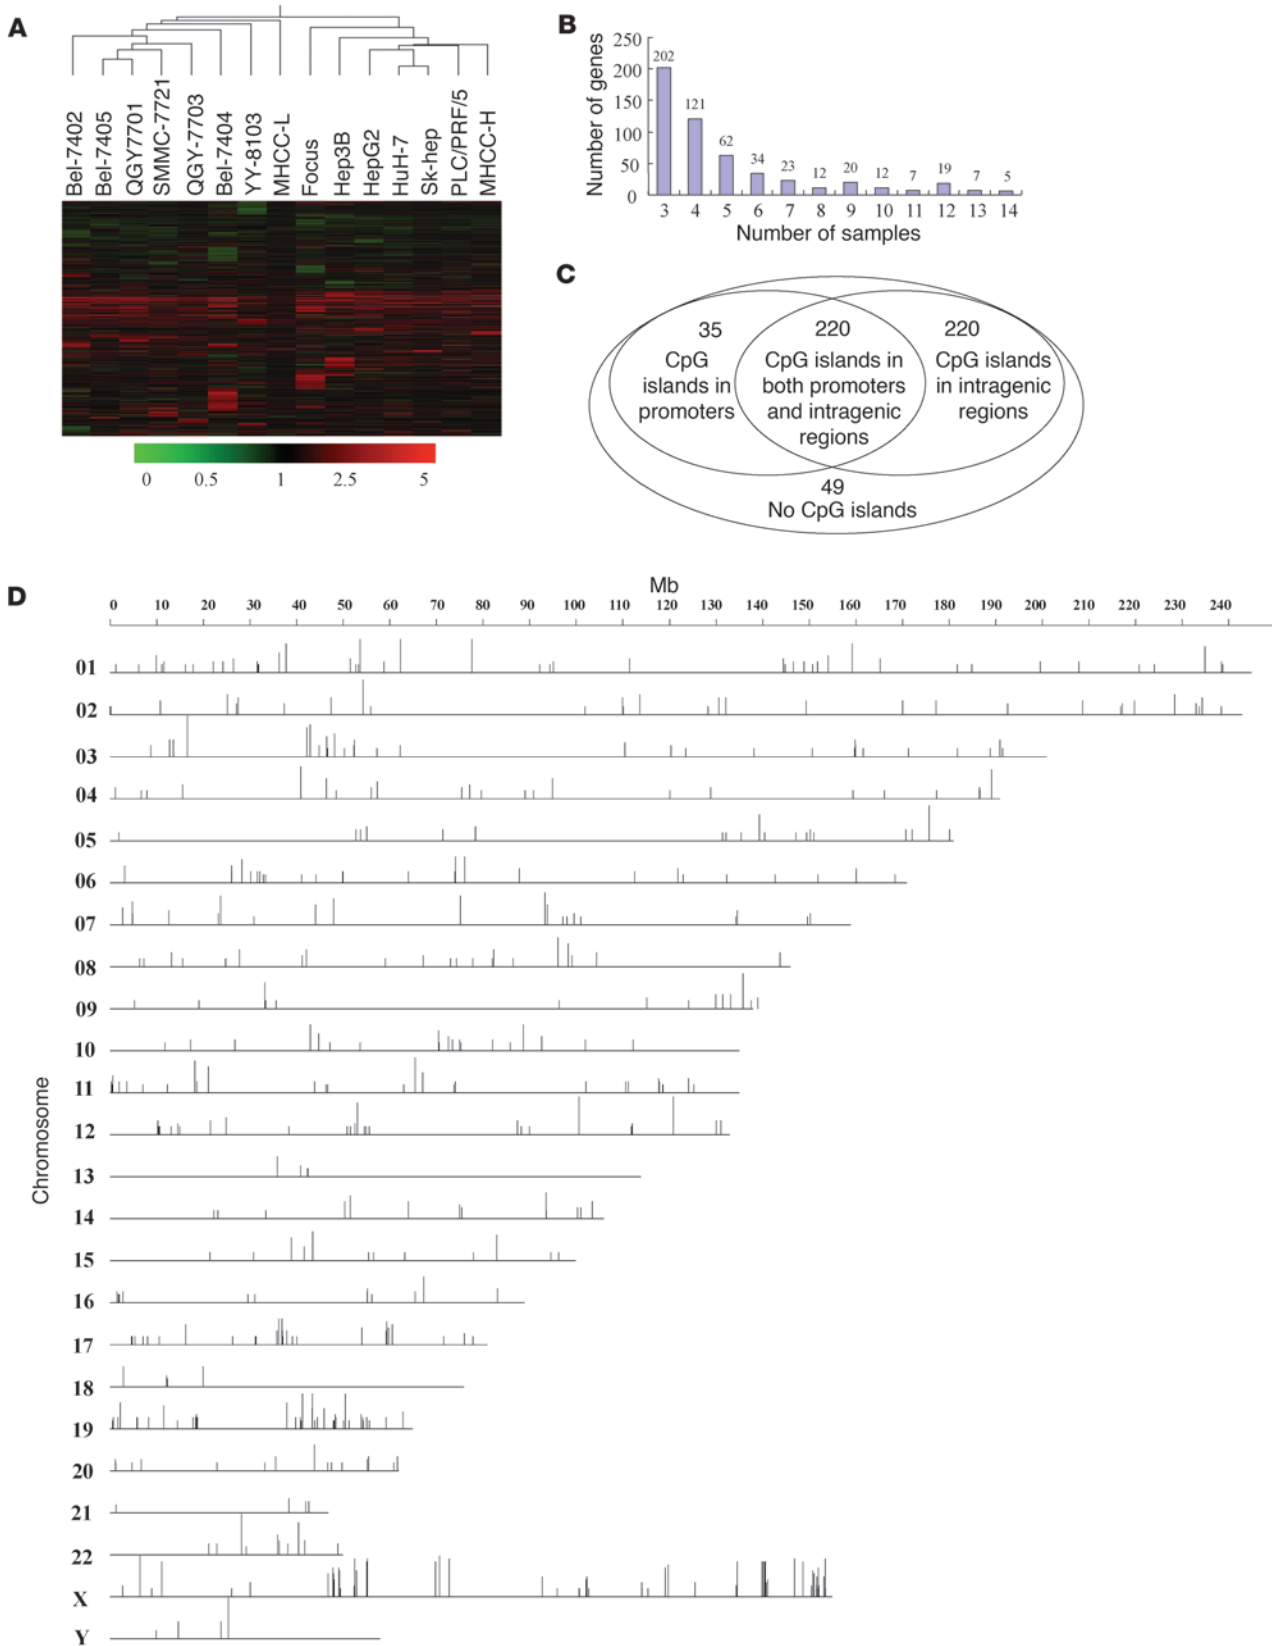 A
Bel-7402
Bel-7405
QGY7701
SMMC-7721
QGY-7703
Bel-7404
YY-8103
MHCC-L
Focus
Hep3B
HepG2
HuH-7
Sk-hep
PLC/PRF/5
MHCC-H
0 0.5 1 2.5 5
B
Number of genes
250
200
150
100
50
0
202 121 62 34 23 12 20 12 7 19 7 5
3 4 5 6 7 8 9 10 11 12 13 14
Number of samples
C
35
CpG
islands in
promoters
220
CpG islands in
both promoters
and intragenic
regions
220
CpG islands
in intragenic
regions
49
No CpG islands
D
Mb
0 10 20 30 40 50 60 70 80 90 100 110 120 130 140 150 160 170 180 190 200 210 220 230 240
Chromosome
01
02
03
04
05
06
07
08
09
10
11
12
13
14
15
16
17
18
19
20
21
22
X
Y